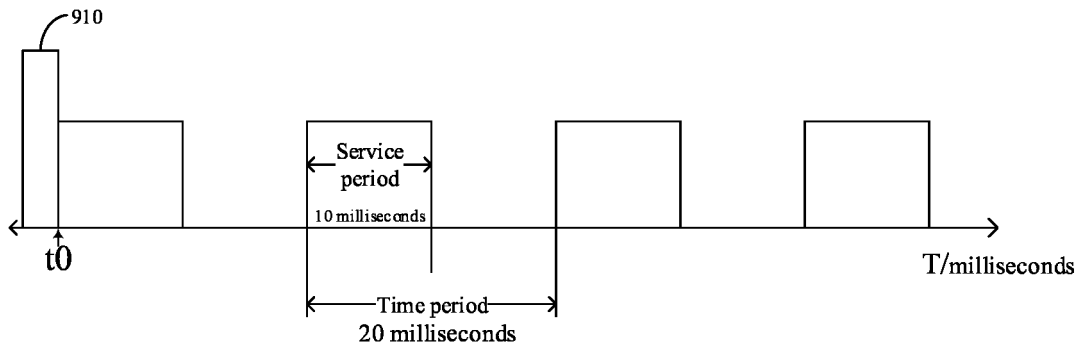 910
Service
period
10 milliseconds
t0
T/milliseconds
Time period
20 milliseconds